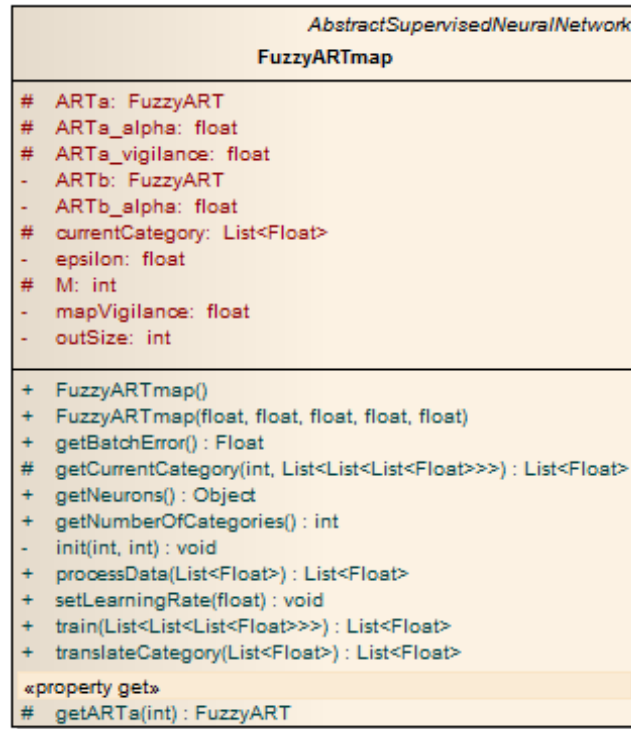 AbstractSupervisedNeuralNetwork
FuzzyARTmap
# ARTa: FuzzyART
# ARTa_alpha: float
# ARTa_vigilance: float
- ARTb: FuzzyART
- ARTb_alpha: float
# currentCategory: List<Float>
- epsilon: float
# M: int
- mapVigilance: float
- outSize: int
+ FuzzyARTmap()
+ FuzzyARTmap(float, float, float, float, float)
+ getBatchError() : Float
# getCurrentCategory(int, List<List<List<Float>>>) : List<Float>
+ getNeurons() : Object
+ getNumberOfCategories() : int
- init(int, int) : void
+ processData(List<Float>) : List<Float>
+ setLearningRate(float) : void
+ train(List<List<List<Float>>>) : List<Float>
+ translateCategory(List<Float>) : List<Float>
«property get»
# getARTa(int) : FuzzyART